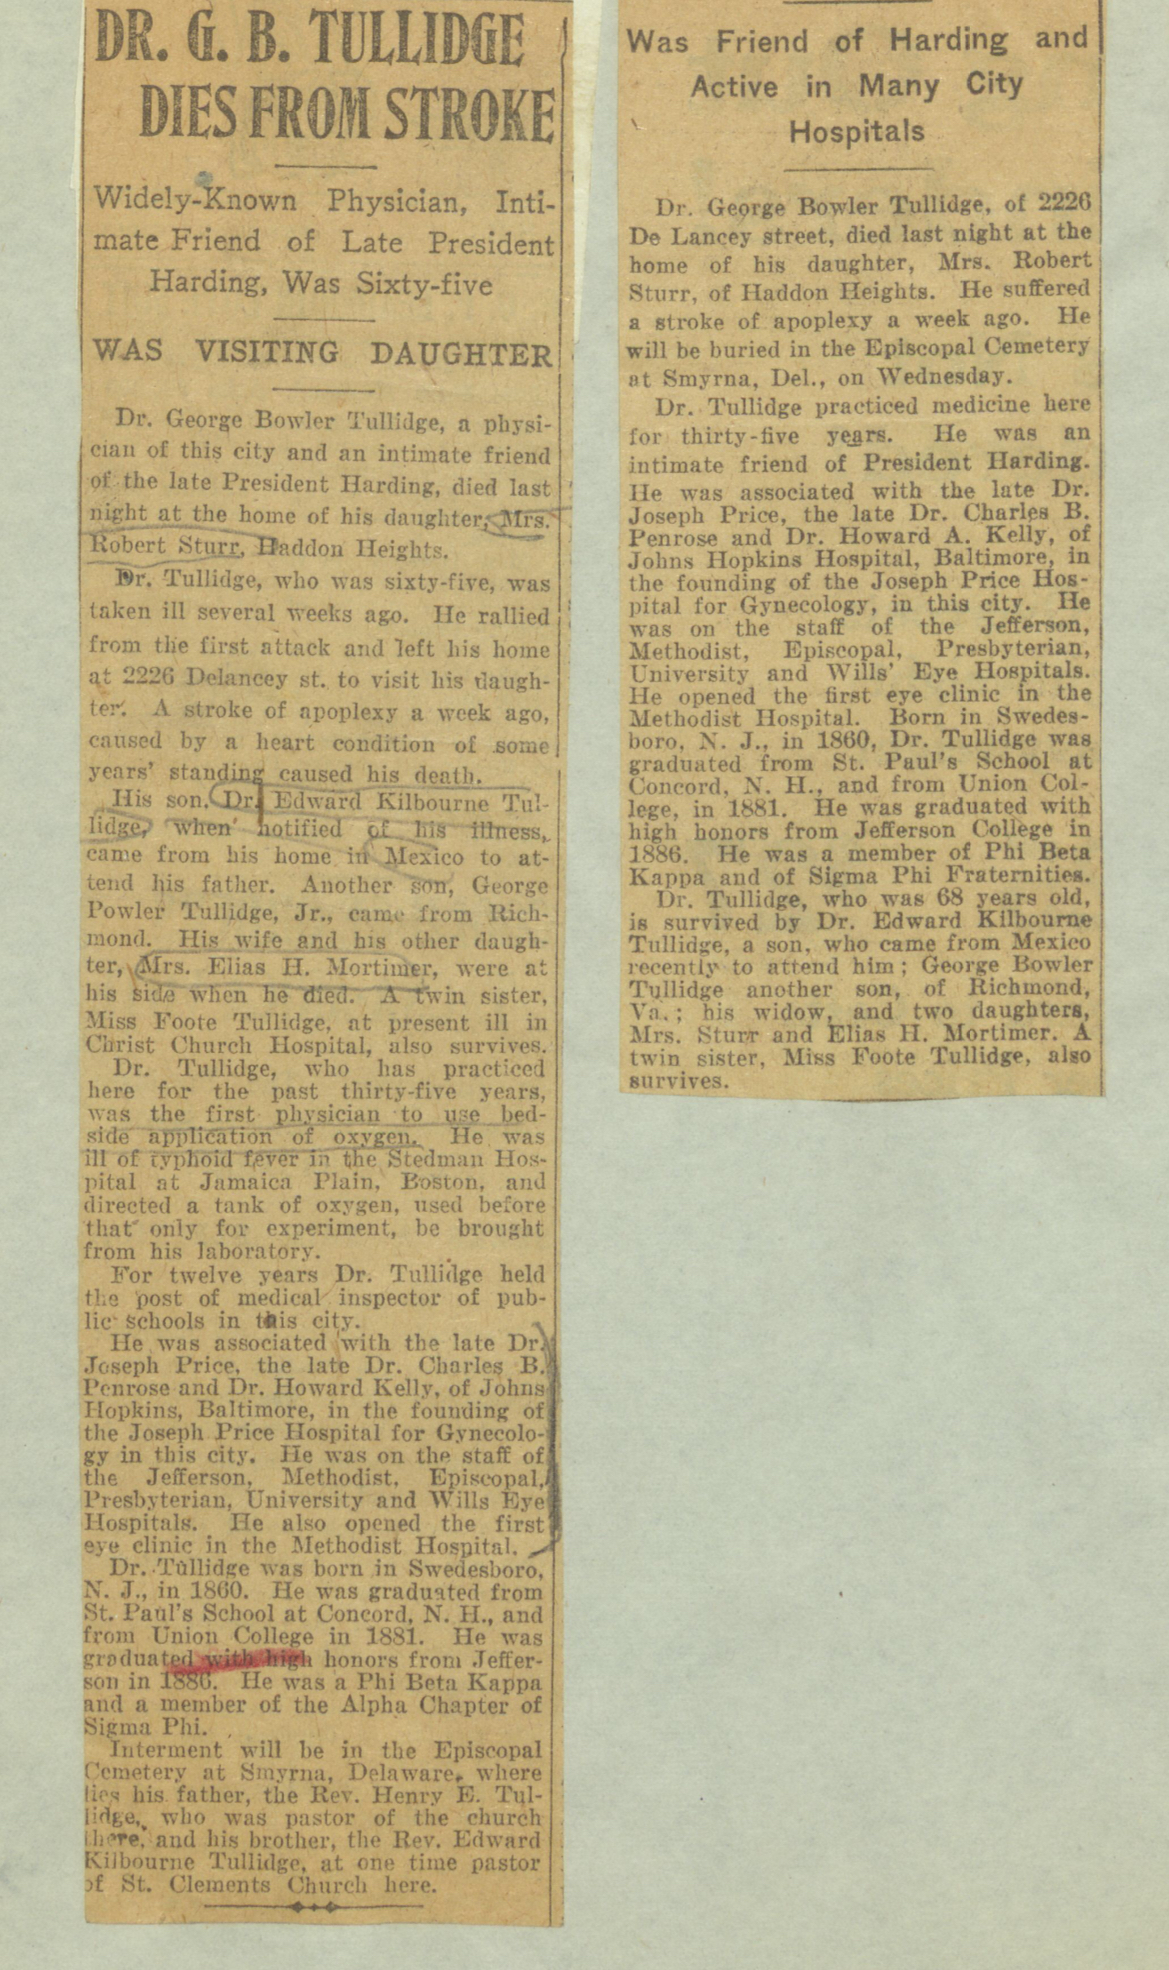 DR. G. B. TULLIDGE
DIES FROM STROKE
Widely-Known Physician, Inti-
mate Friend of Late President
Harding, Was Sixty-five
WAS VISITING DAUGHTER
Dr. George Bowler Tullidge, a physi-
cian of this city and an intimate friend
of the late President Harding, died last
night at the home of his daughter, Mrs.
Robert Sturr, Haddon Heights.
Dr. Tullidge, who was sixty-five, was
taken ill several weeks ago. He rallied
from the first attack and left his home
at 2226 Delancey st. to visit his daugh-
ter. A stroke of apoplexy a week ago,
caused by a heart condition of some
years' standing caused his death.
His son, Dr. Edward Kilbourne Tul-
lidge, when notified of his illness,
came from his home in Mexico to at-
tend his father. Another son, George
Powler Tullidge, Jr., came from Rich-
mond. His wife and his other daugh-
ter, Mrs. Elias H. Mortimer, were at
his side when he died. A twin sister,
Miss Foote Tullidge, at present ill in
Christ Church Hospital, also survives.
Dr. Tullidge, who has practiced
here for the past thirty-five years,
was the first physician to use bed-
side application of oxygen. He was
ill of typhoid fever in the Stedman Hos-
pital at Jamaica Plain, Boston, and
directed a tank of oxygen, used before
that only for experiment, be brought
from his laboratory.
For twelve years Dr. Tullidge held
the post of medical inspector of pub-
lic schools in this city.
He was associated with the late Dr.
Joseph Price, the late Dr. Charles B.
Penrose and Dr. Howard Kelly, of Johns
Hopkins, Baltimore, in the founding of
the Joseph Price Hospital for Gynecolo-
gy in this city. He was on the staff of
the Jefferson, Methodist, Episcopal,
Presbyterian, University and Wills Eye
Hospitals. He also opened the first
eye clinic in the Methodist Hospital.
Dr. Tullidge was born in Swedesboro,
N. J., in 1860. He was graduated from
St. Paul's School at Concord, N. H., and
from Union College in 1881. He was
graduated with high honors from Jeffer-
son in 1886. He was a Phi Beta Kappa
and a member of the Alpha Chapter of
Sigma Phi.
Interment will be in the Episcopal
Cemetery at Smyrna, Delaware, where
lies his father, the Rev. Henry E. Tul-
lidge, who was pastor of the church
there, and his brother, the Rev. Edward
Kilbourne Tullidge, at one time pastor
of St. Clements Church here.
Was Friend of Harding and
Active in Many City
Hospitals
Dr. George Bowler Tullidge, of 2226
De Lancey street, died last night at the
home of his daughter, Mrs. Robert
Sturr, of Haddon Heights. He suffered
a stroke of apoplexy a week ago. He
will be buried in the Episcopal Cemetery
at Smyrna, Del., on Wednesday.
Dr. Tullidge practiced medicine here
for thirty-five years. He was an
intimate friend of President Harding.
He was associated with the late Dr.
Joseph Price, the late Dr. Charles B.
Penrose and Dr. Howard A. Kelly, of
Johns Hopkins Hospital, Baltimore, in
the founding of the Joseph Price Hos-
pital for Gynecology, in this city. He
was on the staff of the Jefferson,
Methodist, Episcopal, Presbyterian,
University and Wills' Eye Hospitals.
He opened the first eye clinic in the
Methodist Hospital. Born in Swedes-
boro, N. J., in 1860, Dr. Tullidge was
graduated from St. Paul's School at
Concord, N. H., and from Union Col-
lege, in 1881. He was graduated with
high honors from Jefferson College in
1886. He was a member of Phi Beta
Kappa and of Sigma Phi Fraternities.
Dr. Tullidge, who was 68 years old,
is survived by Dr. Edward Kilbourne
Tullidge, a son, who came from Mexico
recently to attend him; George Bowler
Tullidge another son, of Richmond,
Va.; his widow, and two daughters,
Mrs. Sturr and Elias H. Mortimer. A
twin sister, Miss Foote Tullidge, also
survives.